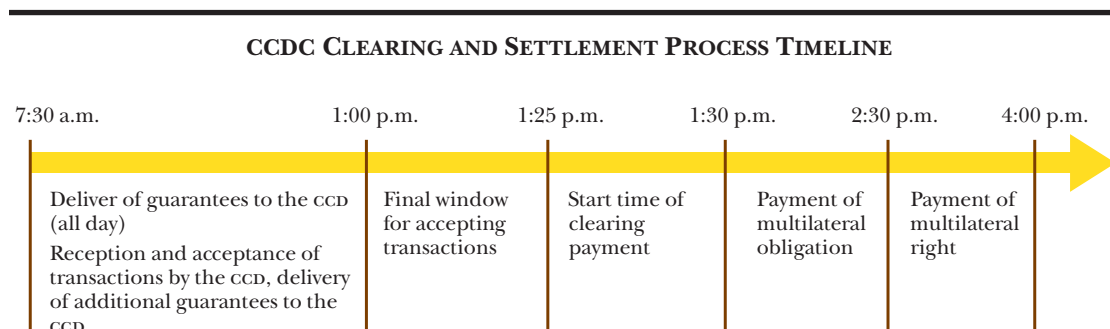 CCDC CLEARING AND SETTLEMENT PROCESS TIMELINE
7:30 a.m. 1:00 p.m. 1:25 p.m. 1:30 p.m. 2:30 p.m. 4:00 p.m.
Deliver of guarantees to the CCD
(all day)
Reception and acceptance of
transactions by the CCD, delivery
of additional guarantees to the
CCD
Final window
for accepting
transactions
Start time of
clearing
payment
Payment of
multilateral
obligation
Payment of
multilateral
right